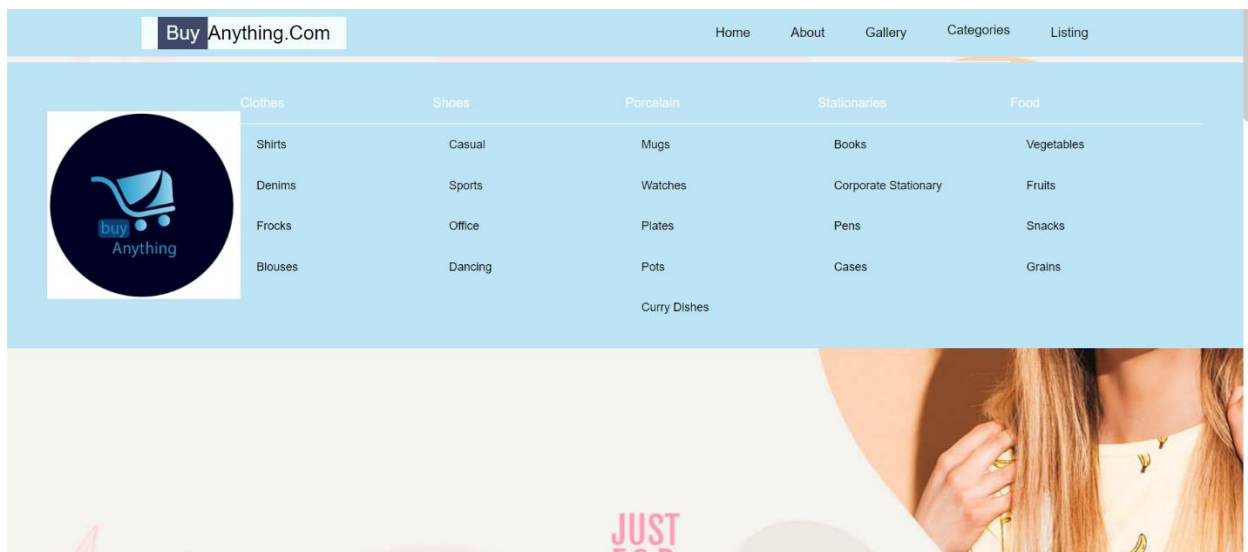 Buy Anything.Com
Home About Gallery Categories Listing
Clothes Shoes Porcelain Stationaries Food
buy
Anything
Shirts Casual Mugs Books Vegetables
Denims Sports Watches Corporate Stationary Fruits
Frocks Office Plates Pens Snacks
Blouses Dancing Pots Cases Grains
Curry Dishes
JUST
FOR